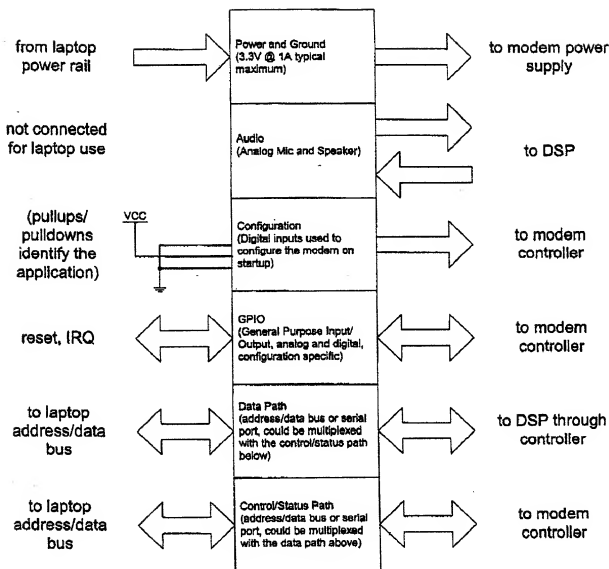 from laptop
power rail
Power and Ground
(3.3V @ 1A typical
maximum)
to modem power
supply
not connected
for laptop use
Audio
(Analog Mic and Speaker)
to DSP
(pullups/
pulldowns
identify the
application)
VCC
Configuration
(Digital inputs used to
configure the modem on
startup)
to modem
controller
reset, IRQ
GPIO
(General Purpose Input/
Output, analog and digital,
configuration specific)
to modem
controller
to laptop
address/data
bus
Data Path
(address/data bus or serial
port, could be multiplexed
with the control/status path
below)
to DSP through
controller
to laptop
address/data
bus
Control/Status Path
(address/data bus or serial
port, could be multiplexed
with the data path above)
to modem
controller